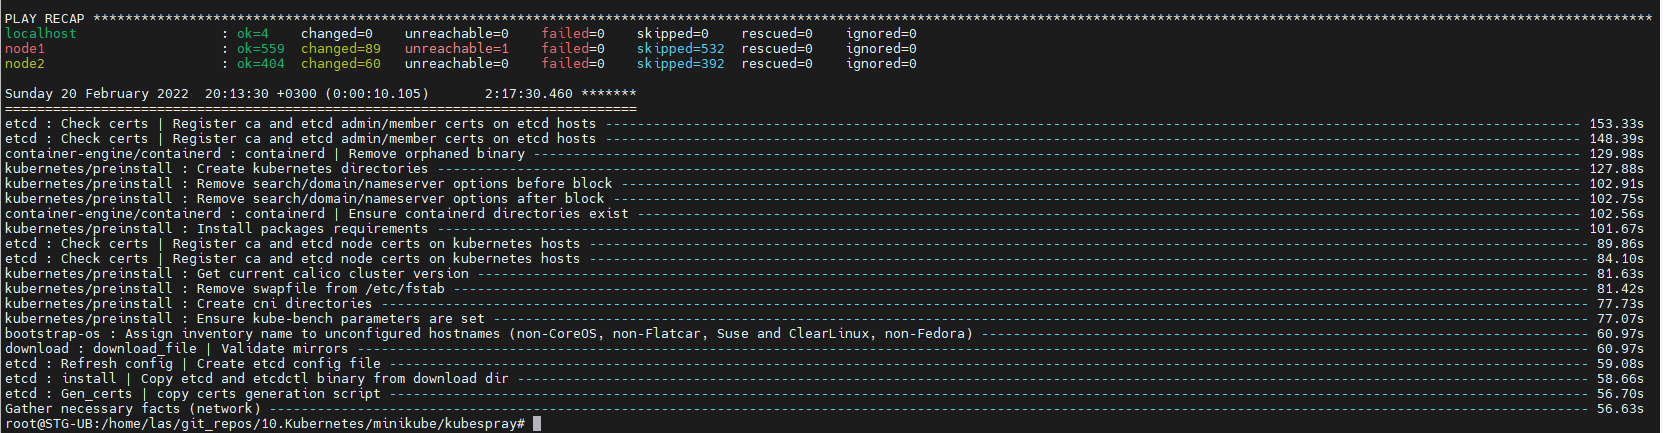 PLAY RECAP *********************************************************************************************************************************************************************************************
localhost : ok=4 changed=0 unreachable=0 failed=0 skipped=0 rescued=0 ignored=0
node1 : ok=559 changed=89 unreachable=1 failed=0 skipped=532 rescued=0 ignored=0
node2 : ok=404 changed=60 unreachable=0 failed=0 skipped=392 rescued=0 ignored=0
Sunday 20 February 2022 20:13:30 +0300 (0:00:10.105) 2:17:30.460 *******
===============================================================================
etcd : Check certs | Register ca and etcd admin/member certs on etcd hosts --- 153.33s
etcd : Check certs | Register ca and etcd admin/member certs on etcd hosts --- 148.39s
container-engine/containerd : containerd | Remove orphaned binary --- 129.98s
kubernetes/preinstall : Create kubernetes directories --- 127.88s
kubernetes/preinstall : Remove search/domain/nameserver options before block --- 102.91s
kubernetes/preinstall : Remove search/domain/nameserver options after block --- 102.75s
container-engine/containerd : containerd | Ensure containerd directories exist --- 102.56s
kubernetes/preinstall : Install packages requirements --- 101.67s
etcd : Check certs | Register ca and etcd node certs on kubernetes hosts --- 89.86s
etcd : Check certs | Register ca and etcd node certs on kubernetes hosts --- 84.10s
kubernetes/preinstall : Get current calico cluster version --- 81.63s
kubernetes/preinstall : Remove swapfile from /etc/fstab --- 81.42s
kubernetes/preinstall : Create cni directories --- 77.73s
kubernetes/preinstall : Ensure kube-bench parameters are set --- 77.07s
bootstrap-os : Assign inventory name to unconfigured hostnames (non-CoreOS, non-Flatcar, Suse and ClearLinux, non-Fedora) --- 60.97s
download : download_file | Validate mirrors --- 60.97s
etcd : Refresh config | Create etcd config file --- 59.08s
etcd : install | Copy etcd and etcdctl binary from download dir --- 58.66s
etcd : Gen_certs | copy certs generation script --- 56.70s
Gather necessary facts (network) --- 56.63s
root@STG-UB:/home/las/git_repos/10.Kubernetes/minikube/kubespray#